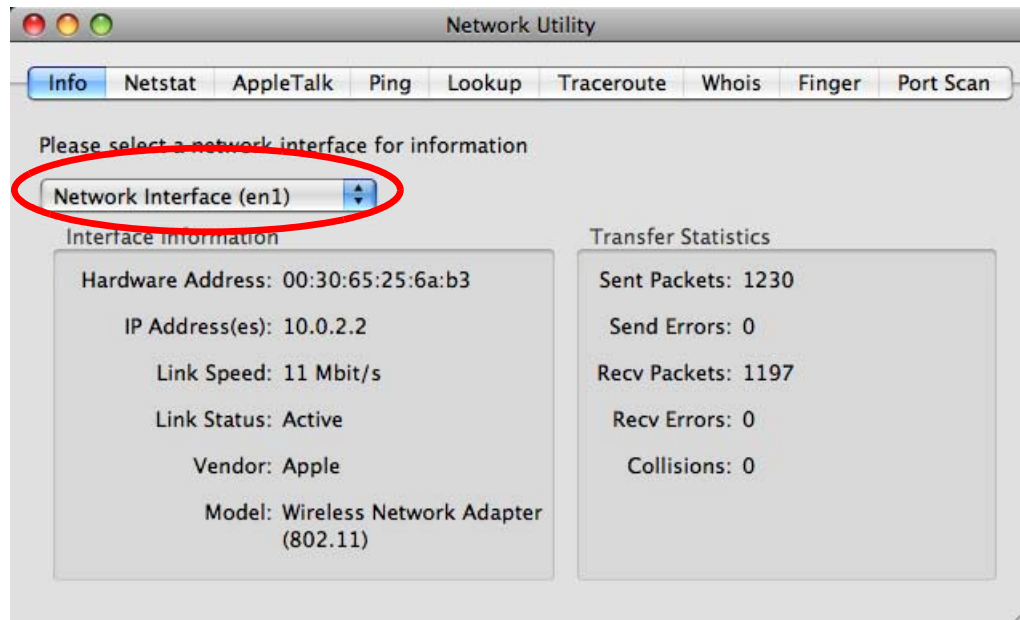 Network Utility
Info Netstat AppleTalk Ping Lookup Traceroute Whois Finger Port Scan
Please select a network interface for information
Network Interface (en1)
Interface Information
Hardware Address: 00:30:65:25:6a:b3
IP Address(es): 10.0.2.2
Link Speed: 11 Mbit/s
Link Status: Active
Vendor: Apple
Model: Wireless Network Adapter
(802.11)
Transfer Statistics
Sent Packets: 1230
Send Errors: 0
Recv Packets: 1197
Recv Errors: 0
Collisions: 0